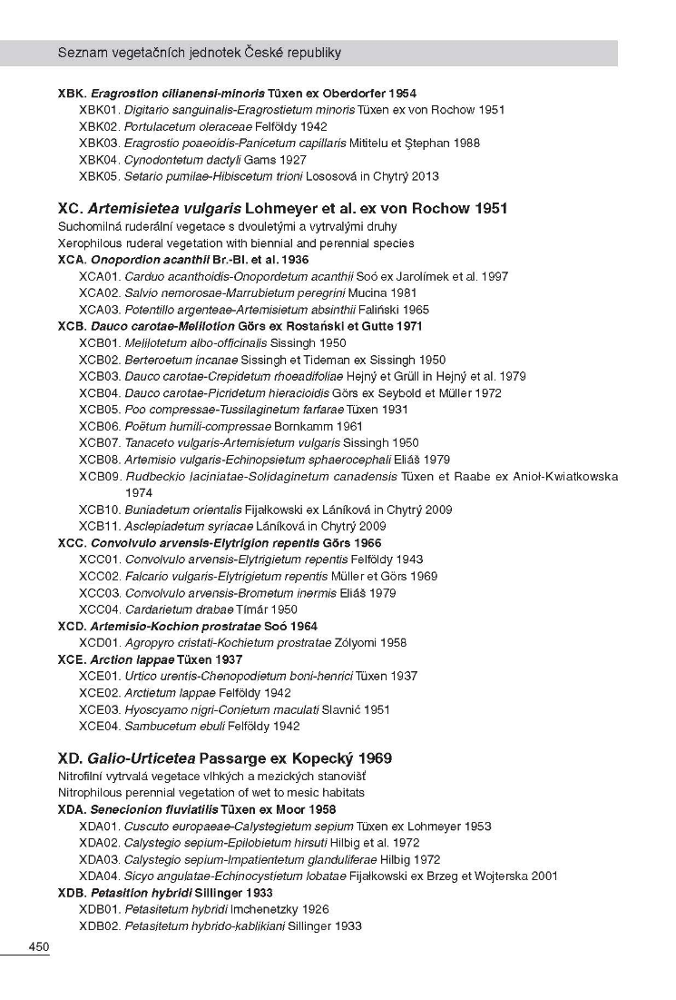 Seznam vegetačních jednotek České republiky
XBK. Eragrostion cilianensi-minoris Tüxen ex Oberdorfer 1954
XBK01. Digitario sanguinalis-Eragrostietum minoris Tüxen ex von Rochow 1951
XBK02. Portulacetum oleraceae Felföldy 1942
XBK03. Eragrostio poaeoidis-Panicetum capillaris Mititelu et Ştephan 1988
XBK04. Cynodontetum dactyli Gams 1927
XBK05. Setario pumilae-Hibiscetum trioni Lososová in Chytrý 2013
XC. Artemisietea vulgaris Lohmeyer et al. ex von Rochow 1951
Suchomilná ruderální vegetace s dvouletými a vytrvalými druhy
Xerophilous ruderal vegetation with biennial and perennial species
XCA. Onopordion acanthii Br.-Bl. et al. 1936
XCA01. Carduo acanthoidis-Onopordetum acanthii Soó ex Jarolímek et al. 1997
XCA02. Salvio nemorosae-Marrubietum peregrini Mucina 1981
XCA03. Potentillo argenteae-Artemisietum absinthii Faliński 1965
XCB. Dauco carotae-Melilotion Görs ex Rostański et Gutte 1971
XCB01. Melilotetum albo-officinalis Sissingh 1950
XCB02. Berteroetum incanae Sissingh et Tideman ex Sissingh 1950
XCB03. Dauco carotae-Crepidetum rhoeadifoliae Hejný et Grüll in Hejný et al. 1979
XCB04. Dauco carotae-Picridetum hieracioidis Görs ex Seybold et Müller 1972
XCB05. Poo compressae-Tussilaginetum farfarae Tüxen 1931
XCB06. Poëtum humili-compressae Bornkamm 1961
XCB07. Tanaceto vulgaris-Artemisietum vulgaris Sissingh 1950
XCB08. Artemisio vulgaris-Echinopsietum sphaerocephali Eliáš 1979
XCB09. Rudbeckio laciniatae-Solidaginetum canadensis Tüxen et Raabe ex Anioł-Kwiatkowska
1974
XCB10. Buniadetum orientalis Fijałkowski ex Láníková in Chytrý 2009
XCB11. Asclepiadetum syriacae Láníková in Chytrý 2009
XCC. Convolvulo arvensis-Elytrigion repentis Görs 1966
XCC01. Convolvulo arvensis-Elytrigietum repentis Felföldy 1943
XCC02. Falcario vulgaris-Elytrigietum repentis Müller et Görs 1969
XCC03. Convolvulo arvensis-Brometum inermis Eliáš 1979
XCC04. Cardarietum drabae Tímár 1950
XCD. Artemisio-Kochion prostratae Soó 1964
XCD01. Agropyro cristati-Kochietum prostratae Zólyomi 1958
XCE. Arction lappae Tüxen 1937
XCE01. Urtico urentis-Chenopodietum boni-henrici Tüxen 1937
XCE02. Arctietum lappae Felföldy 1942
XCE03. Hyoscyamo nigri-Conietum maculati Slavnić 1951
XCE04. Sambucetum ebuli Felföldy 1942
XD. Galio-Urticetea Passarge ex Kopecký 1969
Nitrofilní vytrvalá vegetace vlhkých a mezických stanovišť
Nitrophilous perennial vegetation of wet to mesic habitats
XDA. Senecionion fluviatilis Tüxen ex Moor 1958
XDA01. Cuscuto europaeae-Calystegietum sepium Tüxen ex Lohmeyer 1953
XDA02. Calystegio sepium-Epilobietum hirsuti Hilbig et al. 1972
XDA03. Calystegio sepium-Impatientetum glanduliferae Hilbig 1972
XDA04. Sicyo angulatae-Echinocystietum lobatae Fijałkowski ex Brzeg et Wojterska 2001
XDB. Petasition hybridi Sillinger 1933
XDB01. Petasitetum hybridi Imchenetzky 1926
XDB02. Petasitetum hybrido-kablikiani Sillinger 1933
450